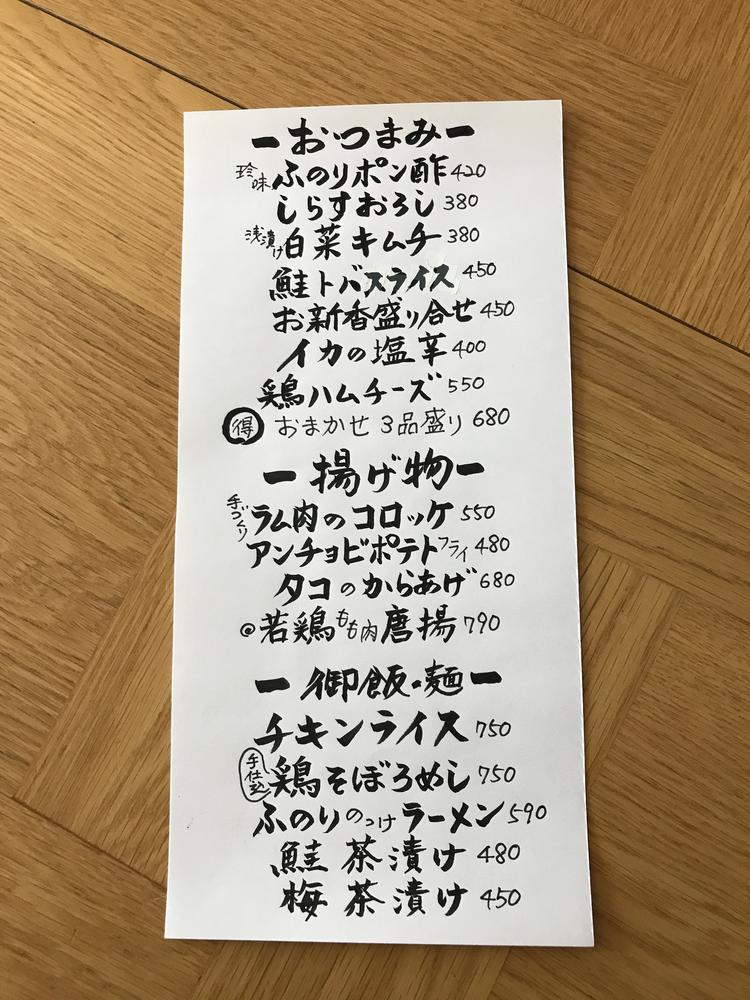 ーおつまみー
珍味 ふのりポン酢 420
しらすおろし 380
浅漬け 白菜キムチ 380
鮭トバスライス 450
お新香盛り合せ 450
イカの塩辛 400
鶏ハムチーズ 550
得 おまかせ 3品盛り 680
ー揚げ物ー
手づくり ラム肉のコロッケ 550
アンチョビポテトフライ 480
タコのからあげ 680
@若鶏もも肉唐揚 790
ー御飯・麺ー
チキンライス 750
手仕込 鶏そぼろめし 750
ふのりのっけラーメン 590
鮭茶漬け 480
梅茶漬け 450